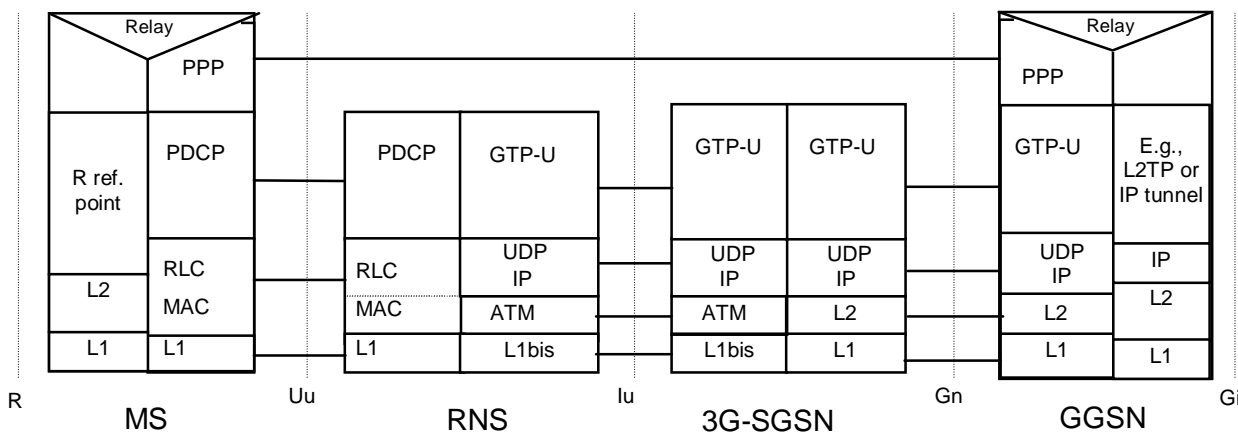 Relay
Relay
PPP
PPP
R ref.
point
PDCP
PDCP
GTP-U
GTP-U
GTP-U
GTP-U
E.g.,
L2TP or
IP tunnel
RLC
MAC
RLC
MAC
UDP
IP
UDP
IP
UDP
IP
UDP
IP
IP
L2
ATM
ATM
L2
L2
L2
L1
L1
L1
L1bis
L1bis
L1
L1
L1
R
Uu
Iu
Gn
Gi
MS
RNS
3G-SGSN
GGSN